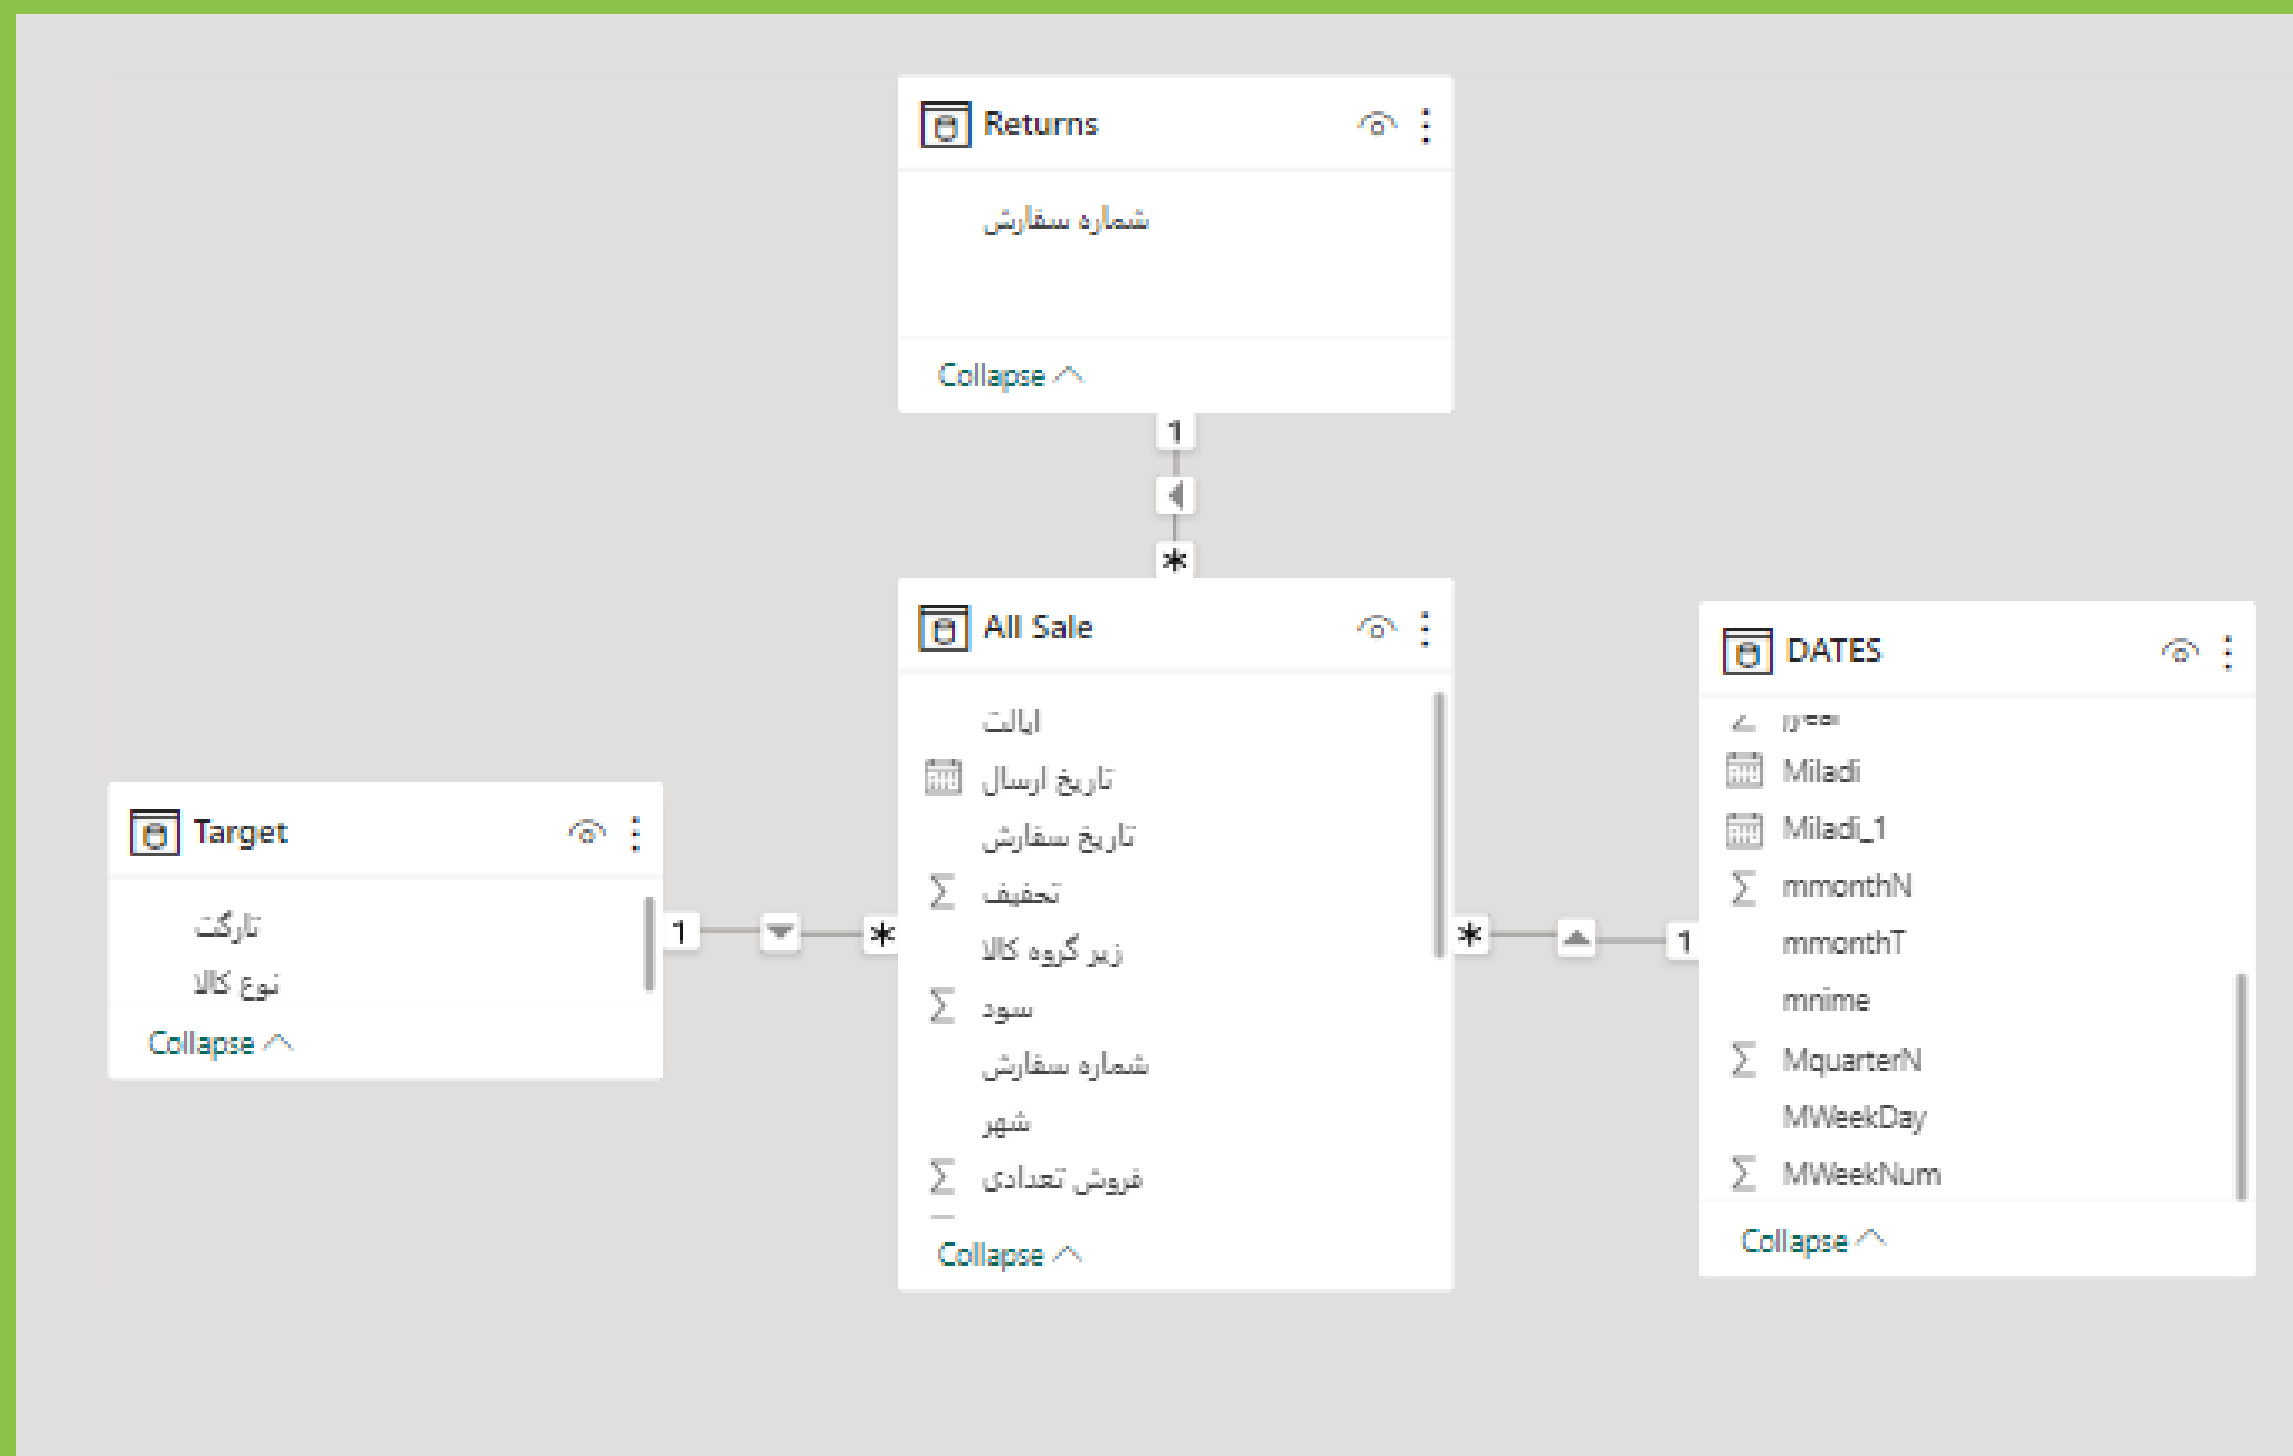 Returns
شماره سفارش
Collapse
1
*
All Sale
ایالت
تاریخ ارسال
تاریخ سفارش
تخفیف
زیر گروه کالا
سود
شماره سفارش
شهر
فروش تعدادی
Collapse
Target
تارگت
نوع کالا
Collapse
1
*
*
1
DATES
jyear
Miladi
Miladi_1
mmonthN
mmonthT
mnime
MquarterN
MWeekDay
MWeekNum
Collapse